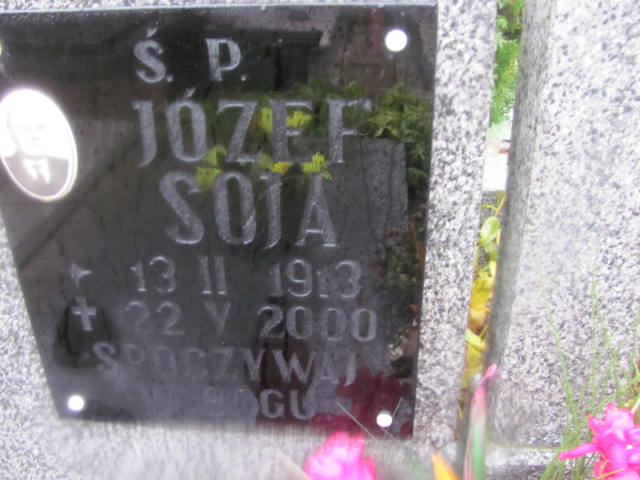 Ś. P.
JÓZEF
SOJA
* 13 II 1913
✝ 22 V 2000
SPOCZYWAJ
W BOGU